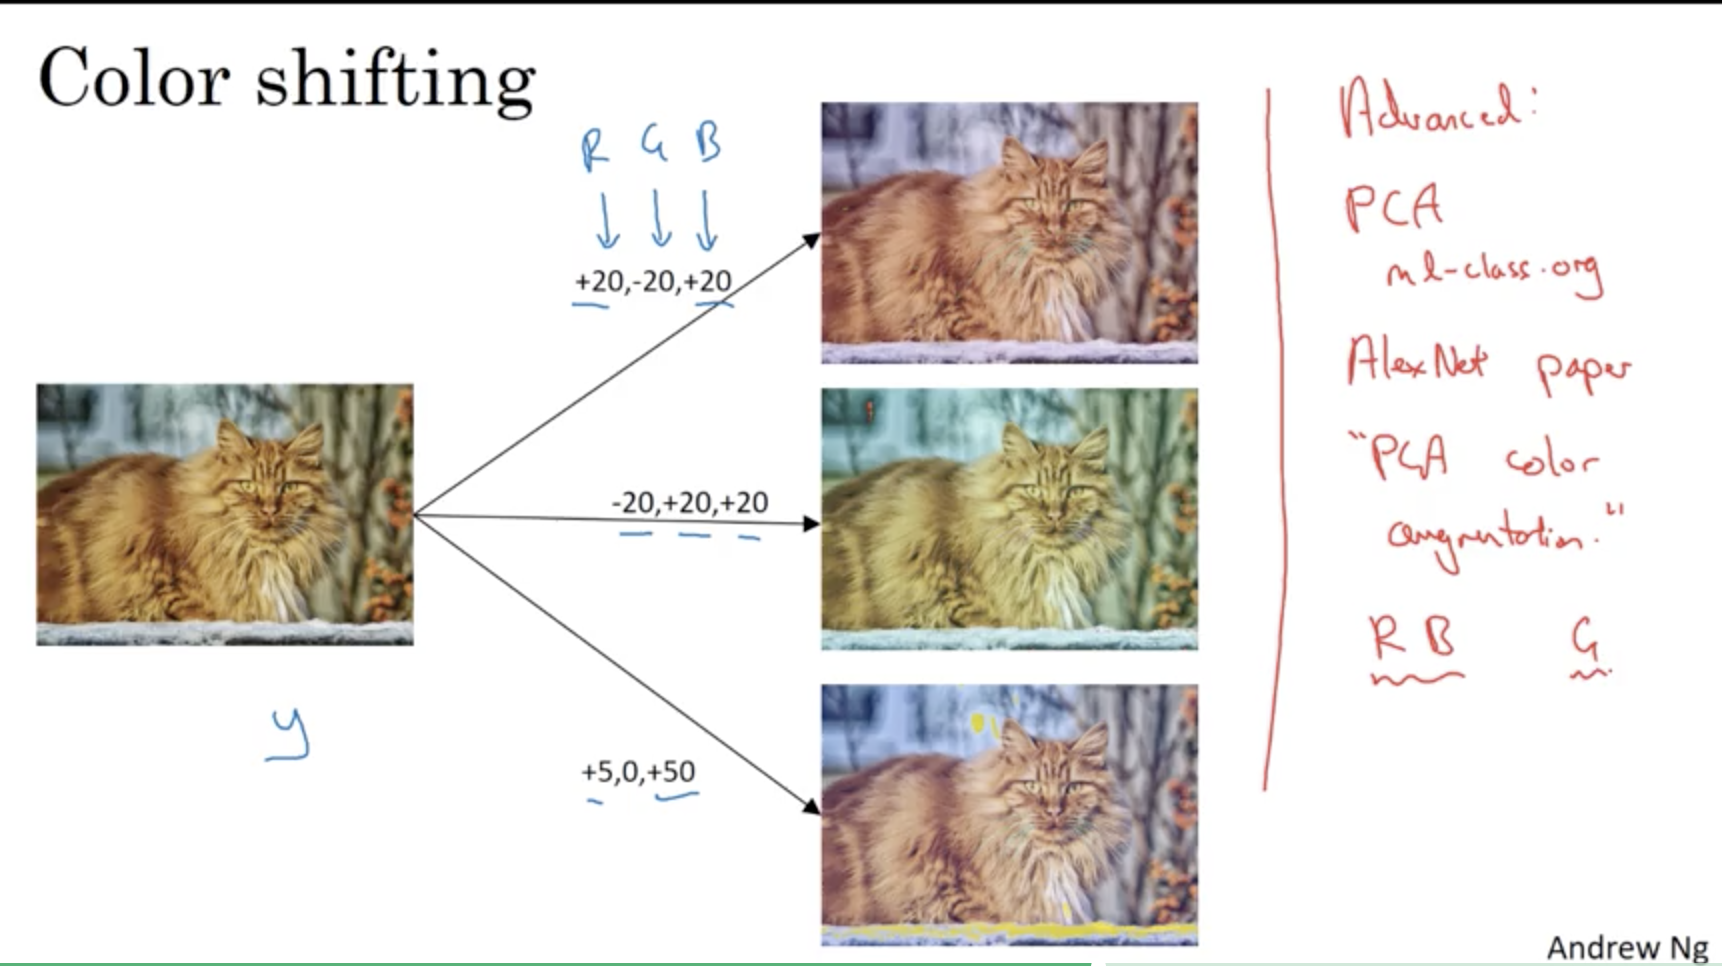 Color shifting
R G B
+20,-20,+20
-20,+20,+20
y
+5,0,+50
Advanced:
PCA
ml-class.org
AlexNet paper
"PCA color
augmentation."
R B G
Andrew Ng